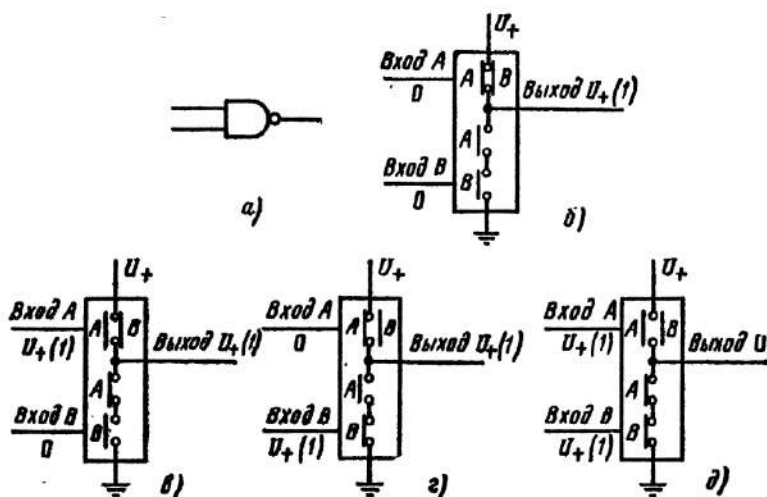 U₊
Вход А
0
А В
Выход U₊(1)
А
Вход В
0
В
а)
б)
U₊
Вход А
U₊(1)
А В
Выход U₊(1)
А
Вход В
0
В
в)
U₊
Вход А
0
А В
Выход U₊(1)
А
Вход В
U₊(1)
В
г)
U₊
Вход А
U₊(1)
А В
Выход U
А
Вход В
U₊(1)
В
д)